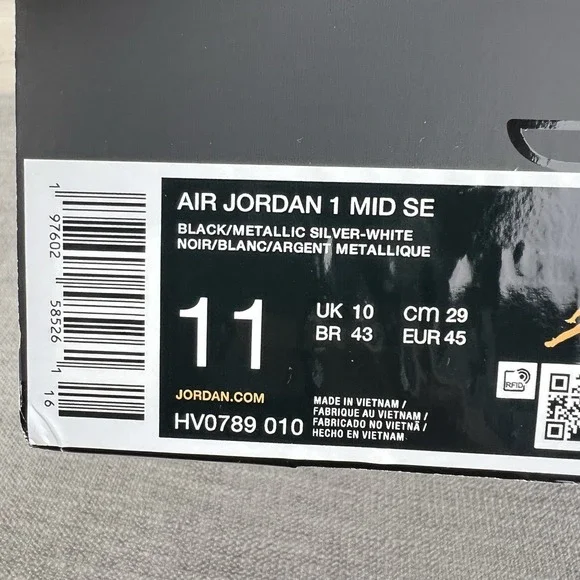 AIR JORDAN 1 MID SE
BLACK/METALLIC SILVER-WHITE
NOIR/BLANC/ARGENT METALLIQUE
11
UK 10 CM 29
BR 43 EUR 45
JORDAN.COM
HV0789 010
MADE IN VIETNAM /
FABRIQUE AU VIETNAM /
FABRICADO NO VIETNÃ /
HECHO EN VIETNAM
RFID
1 97602 58526 1 16